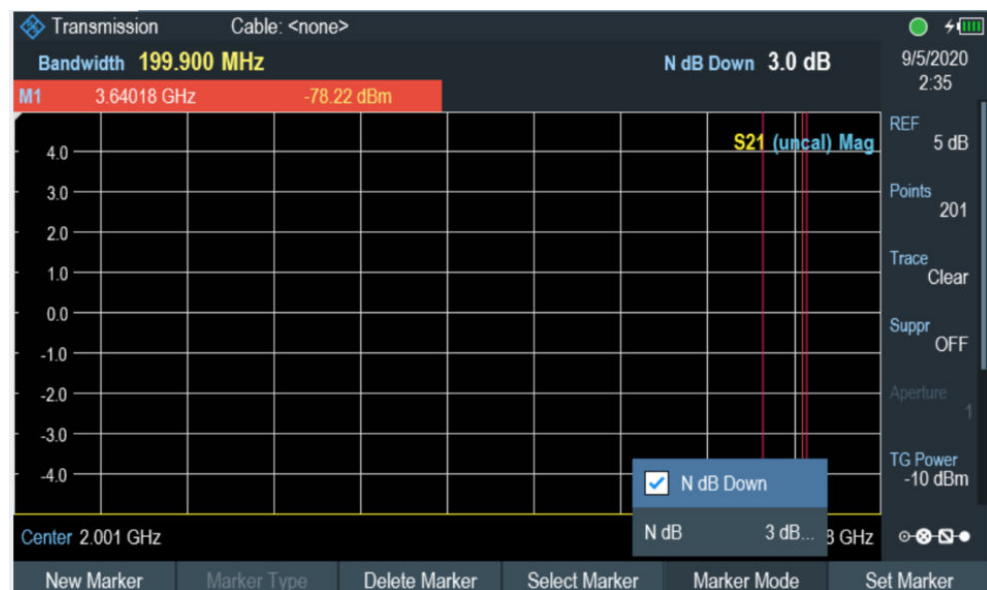 Transmission Cable: <none>
Bandwidth 199.900 MHz N dB Down 3.0 dB 9/5/2020
2:35
M1 3.64018 GHz -78.22 dBm
REF
5 dB
S21 (uncal) Mag
4.0
3.0
Points
201
2.0
Trace
Clear
1.0
0.0
Suppr
OFF
-1.0
-2.0
Aperture
1
-3.0
-4.0
TG Power
-10 dBm
N dB Down
N dB 3 dB...
Center 2.001 GHz 8 GHz
New Marker Marker Type Delete Marker Select Marker Marker Mode Set Marker